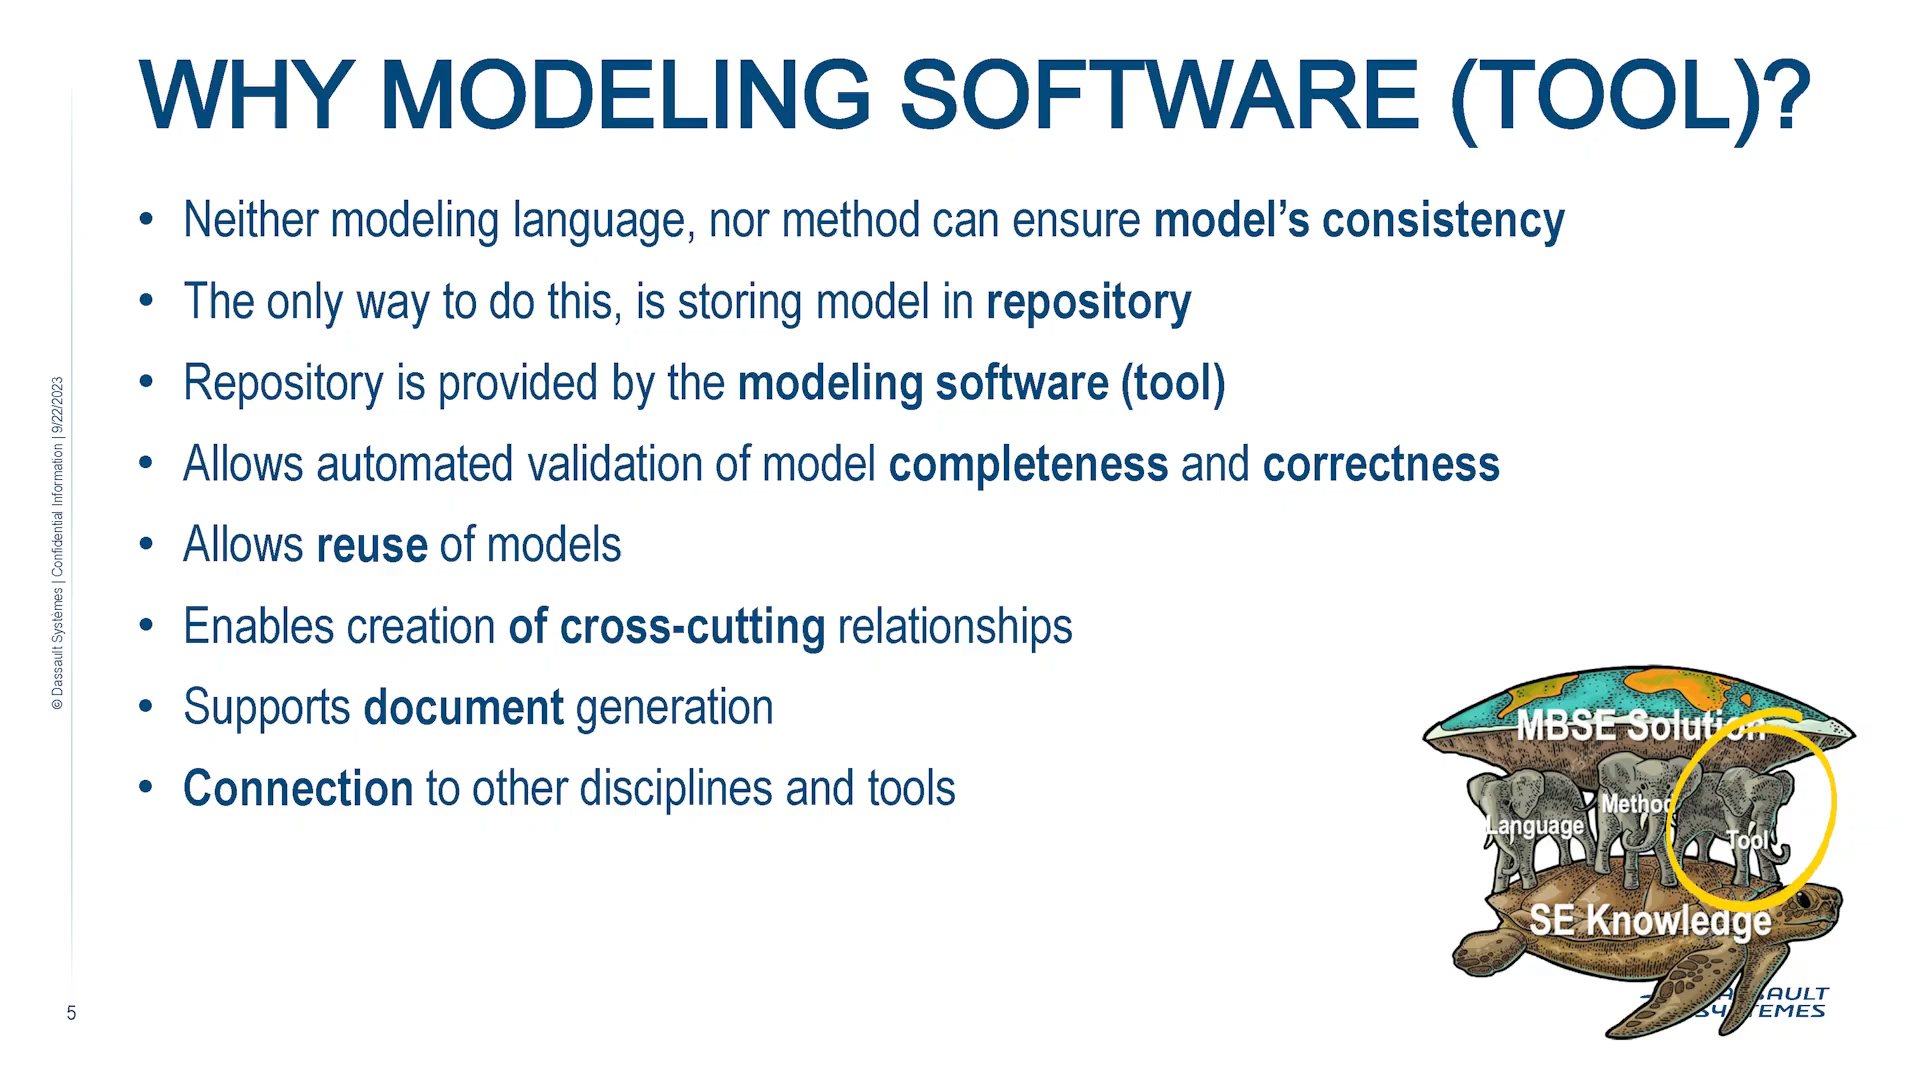 WHY MODELING SOFTWARE (TOOL)?
• Neither modeling language, nor method can ensure model’s consistency
• The only way to do this, is storing model in repository
• Repository is provided by the modeling software (tool)
• Allows automated validation of model completeness and correctness
• Allows reuse of models
• Enables creation of cross-cutting relationships
• Supports document generation
• Connection to other disciplines and tools
MBSE Solution
Language
Method
Tool
SE Knowledge
© Dassault Systèmes | Confidential Information | 9/22/2023
5